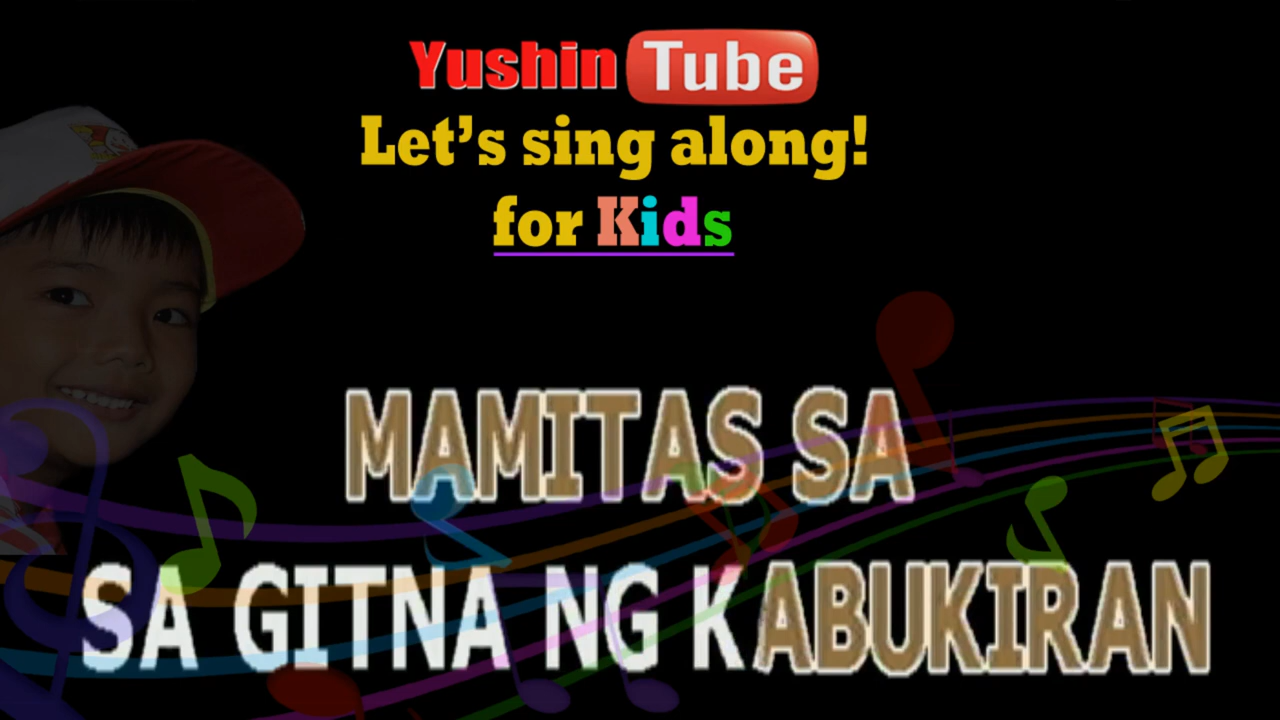 Yushin Tube
Let's sing along!
for Kids
MAMITAS SA
SA GITNA NG KABUKIRAN